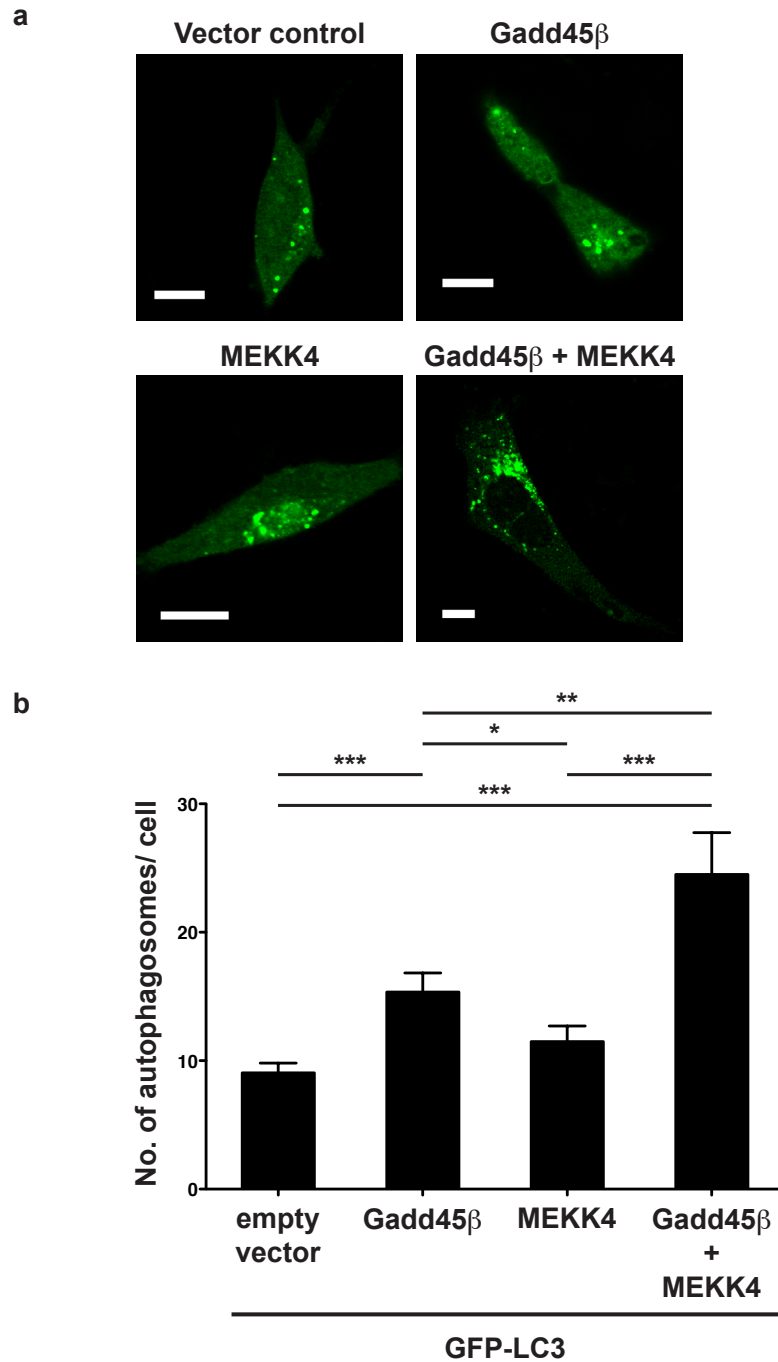 a
Vector control
Gadd45β
MEKK4
Gadd45β + MEKK4
b
**
*
***
***
***
No. of autophagosomes/ cell
30
20
10
0
empty
vector
Gadd45β
MEKK4
Gadd45β
+
MEKK4
GFP-LC3